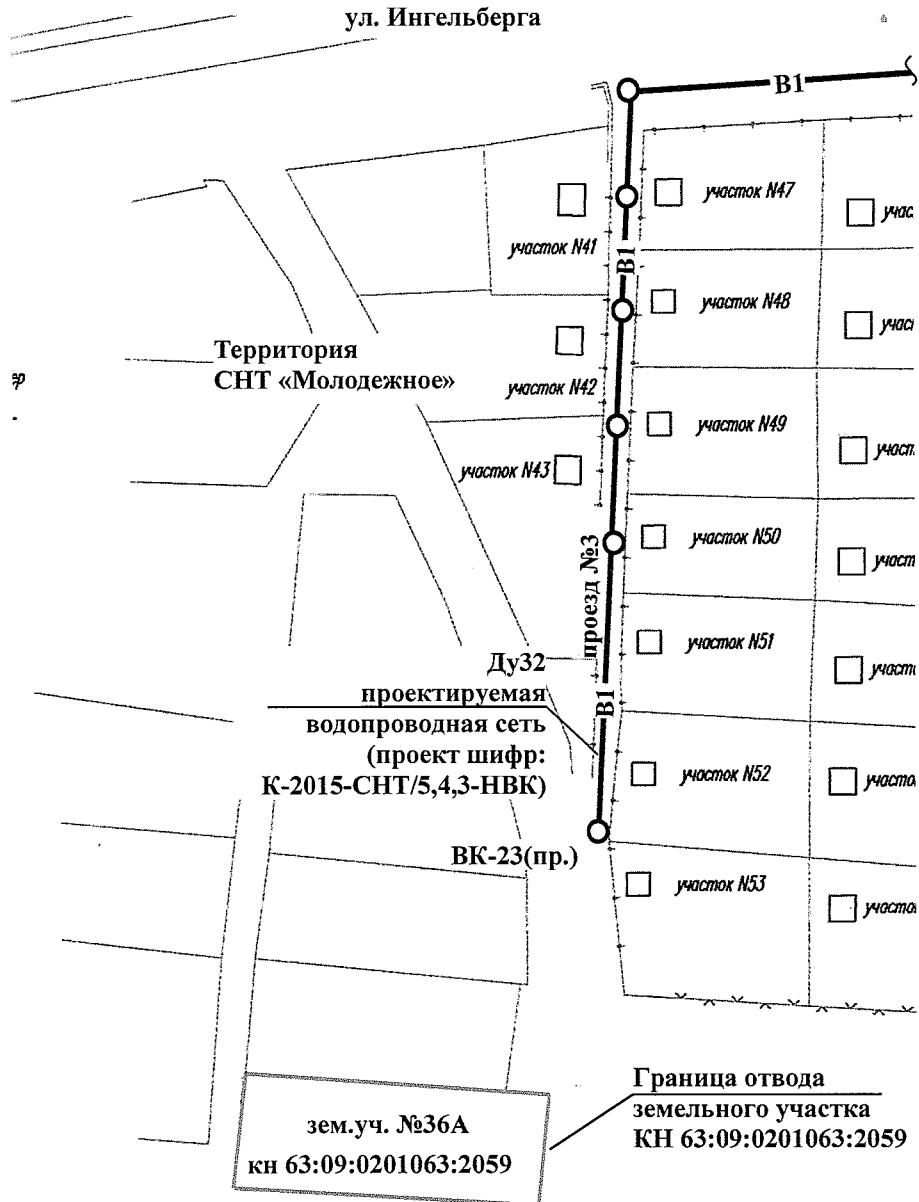 ул. Ингельберга
В1
участок N47
участок N41
В1
участок N48
Территория
СНТ «Молодежное»
участок N42
участок N49
участок N43
участок N50
проезд №3
участок N51
Ду32
проектируемая
водопроводная сеть
(проект шифр:
К-2015-СНТ/5,4,3-НВК)
В1
участок N52
ВК-23(пр.)
участок N53
Граница отвода
земельного участка
КН 63:09:0201063:2059
зем.уч. №36А
кн 63:09:0201063:2059